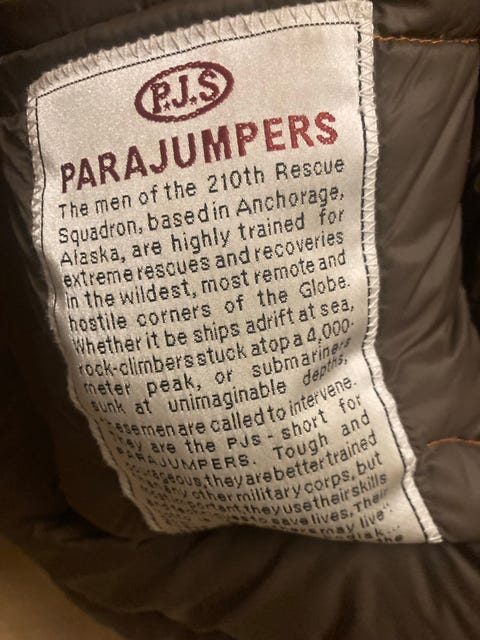 P.J.S
PARAJUMPERS
The men of the 210th Rescue
Squadron, based in Anchorage,
Alaska, are highly trained for
extreme rescues and recoveries
in the wildest, most remote and
hostile corners of the Globe.
Whether it be ships adrift at sea,
rock-climbers stuck atop a 4,000-
meter peak, or submariners
sunk at unimaginable depths,
men are called to intervene.
they are the PJs - short for
PARAJUMPERS. Tough and
they are better trained
any other military corps, but
they use their skills
to save lives, Their
may live"